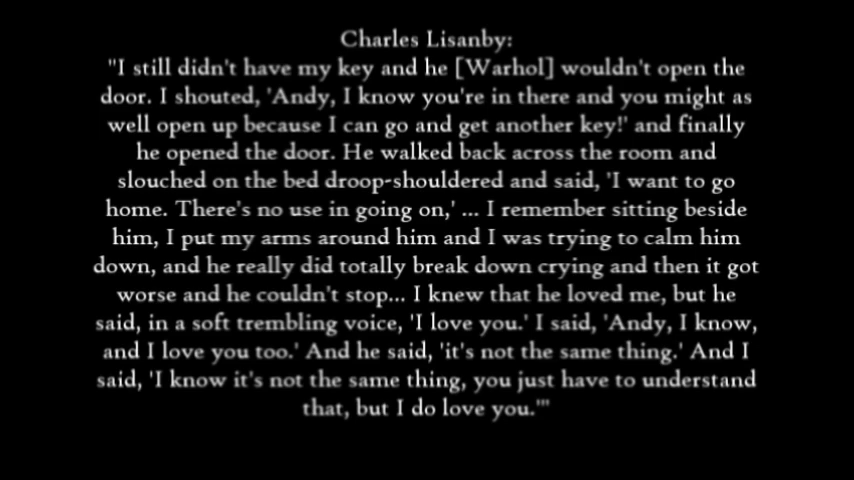 Charles Lisanby:
"I still didn't have my key and he [Warhol] wouldn't open the
door. I shouted, 'Andy, I know you're in there and you might as
well open up because I can go and get another key!' and finally
he opened the door. He walked back across the room and
slouched on the bed droop-shouldered and said, 'I want to go
home. There's no use in going on,' ... I remember sitting beside
him, I put my arms around him and I was trying to calm him
down, and he really did totally break down crying and then it got
worse and he couldn't stop... I knew that he loved me, but he
said, in a soft trembling voice, 'I love you.' I said, 'Andy, I know,
and I love you too.' And he said, 'it's not the same thing.' And I
said, 'I know it's not the same thing, you just have to understand
that, but I do love you.'"